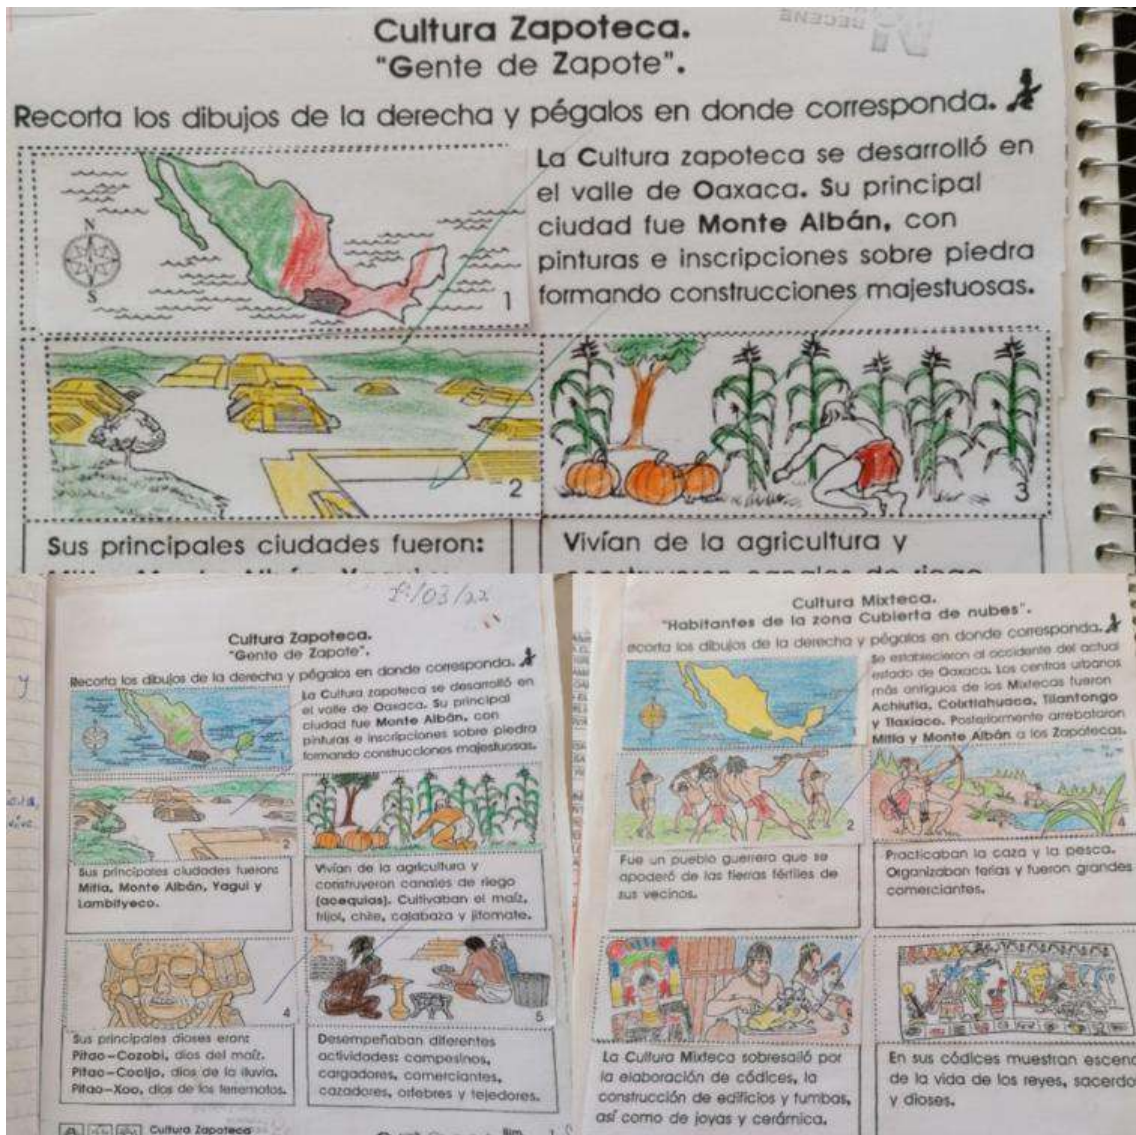 Cultura Zapoteca.
"Gente de Zapote".
Recorta los dibujos de la derecha y pégalos en donde corresponda.
La Cultura zapoteca se desarrolló en
el valle de Oaxaca. Su principal
ciudad fue Monte Albán, con
pinturas e inscripciones sobre piedra
formando construcciones majestuosas.
N
S
1
2
3
Sus principales ciudades fueron:
Vivían de la agricultura y
construyeron canales de riego
/03/22
Cultura Zapoteca.
"Gente de Zapote".
Recorta los dibujos de la derecha y pégalos en donde corresponda.
La Cultura zapoteca se desarrolló en
el valle de Oaxaca. Su principal
ciudad fue Monte Albán, con
pinturas e inscripciones sobre piedra
formando construcciones majestuosas.
2
Sus principales ciudades fueron:
Mitla, Monte Albán, Yagul y
Lambityeco.
Vivían de la agricultura y
construyeron canales de riego
(acequias). Cultivaban el maíz,
frijol, chile, calabaza y jitomate.
4
5
Sus principales dioses eran:
Pitao-Cozobi, dios del maíz.
Pitao-Cocijo, dios de la lluvia.
Pitao-Xoo, dios de los terremotos.
Desempeñaban diferentes
actividades: campesinos,
cargadores, comerciantes,
cazadores, orfebres y tejedores.
Cultura Zapoteca
y
Cultura Mixteca.
"Habitantes de la zona Cubierta de nubes".
ecorta los dibujos de la derecha y pégalos en donde corresponda.
Se establecieron al occidente del actual
estado de Oaxaca. Los centros urbanos
más antiguos de los Mixtecas fueron
Achiutla, Coixtlahuaca, Tilantongo
y Tlaxiaco. Posteriormente arrebataron
Mitla y Monte Albán a los Zapotecas.
2
4
Fue un pueblo guerrero que se
apoderó de las tierras fértiles de
sus vecinos.
Practicaban la caza y la pesca.
Organizaban ferias y fueron grandes
comerciantes.
3
La Cultura Mixteca sobresalió por
la elaboración de códices, la
construcción de edificios y tumbas,
así como de joyas y cerámica.
En sus códices muestran escena
de la vida de los reyes, sacerdo
y dioses.